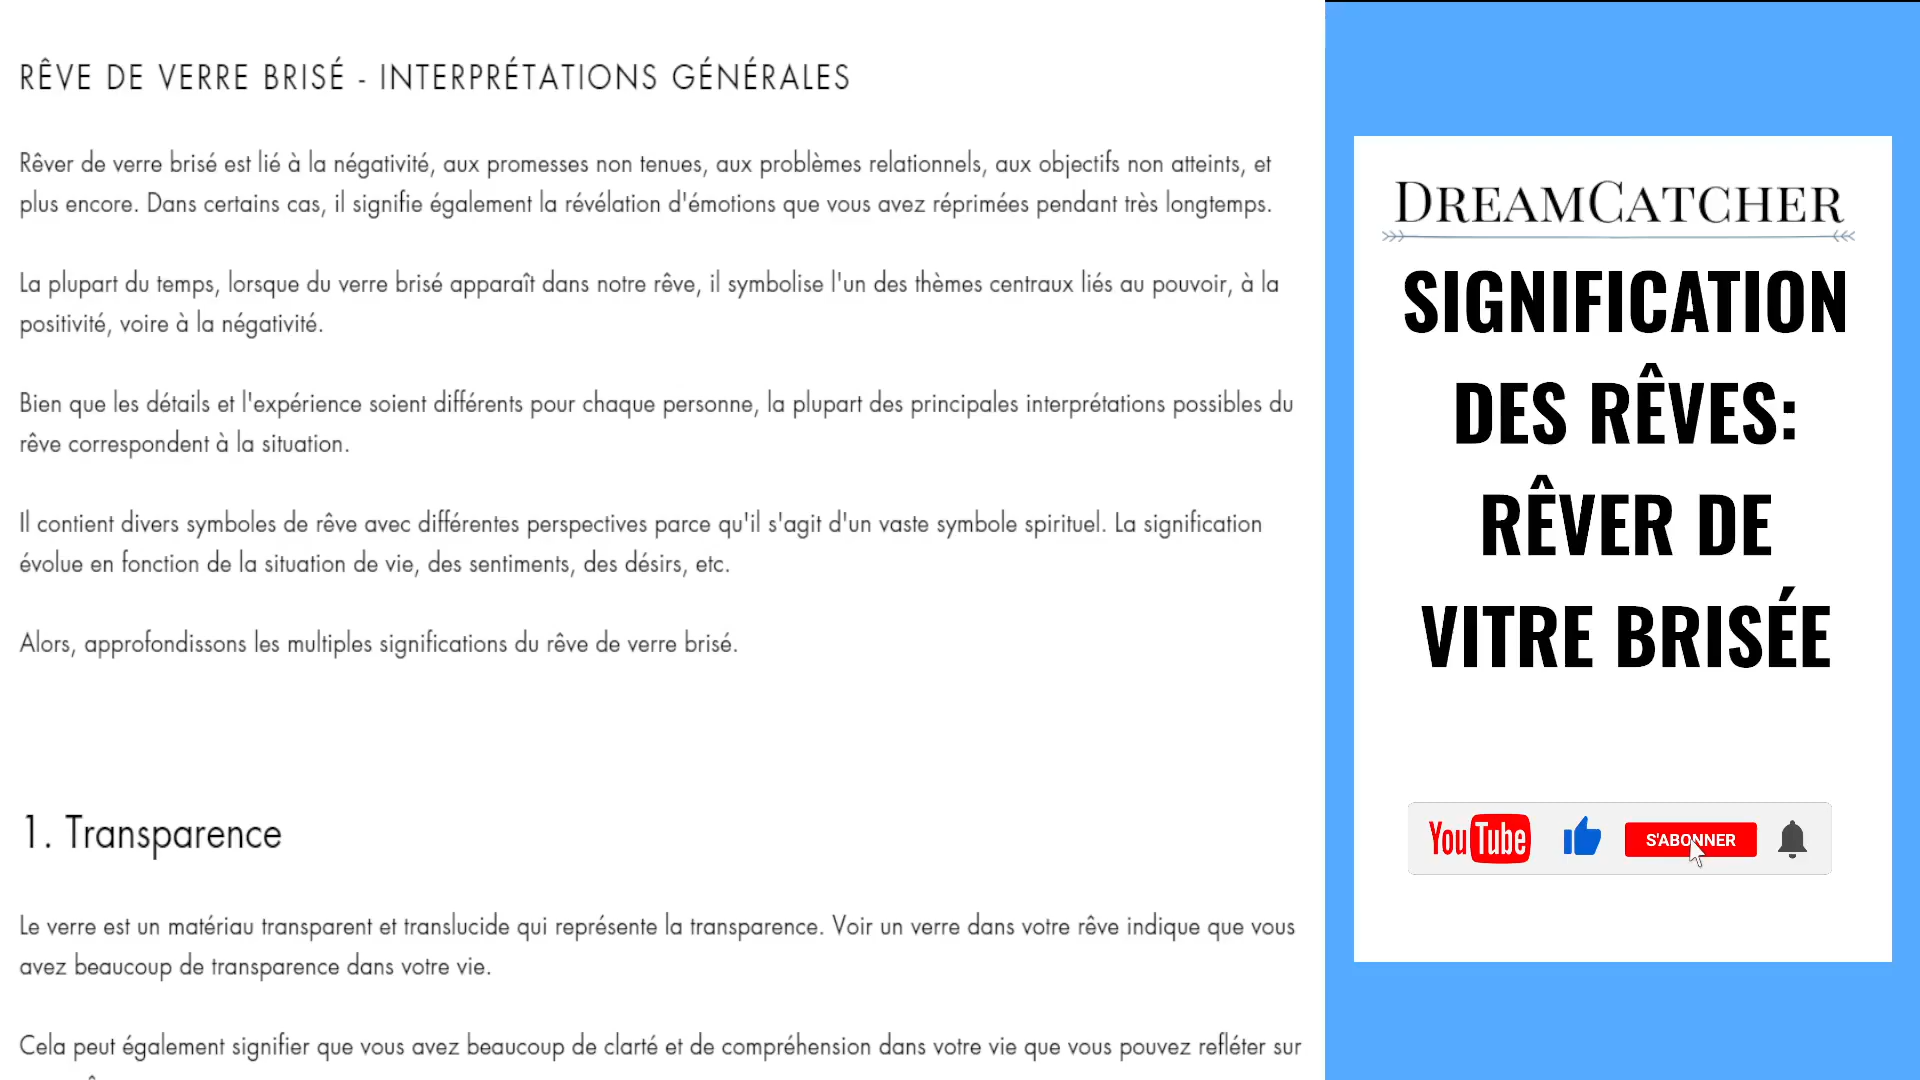 RÊVE DE VERRE BRISÉ - INTERPRÉTATIONS GÉNÉRALES
Rêver de verre brisé est lié à la négativité, aux promesses non tenues, aux problèmes relationnels, aux objectifs non atteints, et
plus encore. Dans certains cas, il signifie également la révélation d'émotions que vous avez réprimées pendant très longtemps.
La plupart du temps, lorsque du verre brisé apparaît dans notre rêve, il symbolise l'un des thèmes centraux liés au pouvoir, à la
positivité, voire à la négativité.
Bien que les détails et l'expérience soient différents pour chaque personne, la plupart des principales interprétations possibles du
rêve correspondent à la situation.
Il contient divers symboles de rêve avec différentes perspectives parce qu'il s'agit d'un vaste symbole spirituel. La signification
évolue en fonction de la situation de vie, des sentiments, des désirs, etc.
Alors, approfondissons les multiples significations du rêve de verre brisé.
1. Transparence
Le verre est un matériau transparent et translucide qui représente la transparence. Voir un verre dans votre rêve indique que vous
avez beaucoup de transparence dans votre vie.
Cela peut également signifier que vous avez beaucoup de clarté et de compréhension dans votre vie que vous pouvez refléter sur
DREAMCATCHER
SIGNIFICATION
DES RÊVES:
RÊVER DE
VITRE BRISÉE
YouTube
S'ABONNER